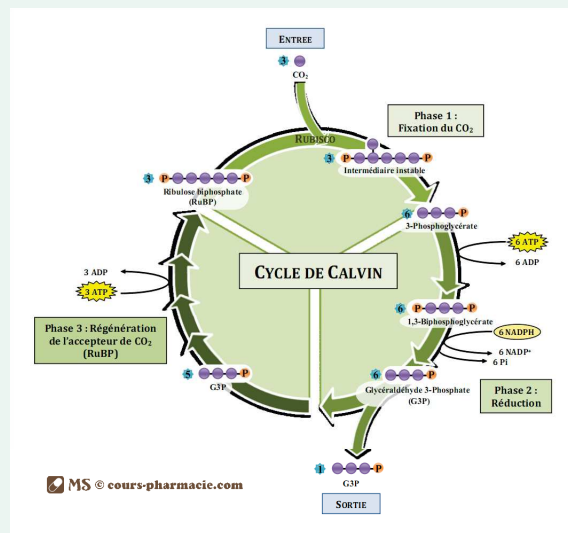 ENTREE
3
CO₂
RUBISCO
Phase 1 :
Fixation du CO₂
3 P P
Intermédiaire instable
3 P P
Ribulose biphosphate
(RuBP)
6 P
3-Phosphoglycérate
6 ATP
6 ADP
CYCLE DE CALVIN
3 ADP
3 ATP
6 P P
1,3-Biphosphoglycérate
6 NADPH
6 NADP⁺
6 Pi
Phase 3 : Régénération
de l'accepteur de CO₂
(RuBP)
5 P
G3P
6 P
Glycéraldéhyde 3-Phosphate
(G3P)
Phase 2 :
Réduction
1 P
G3P
SORTIE
MS © cours-pharmacie.com